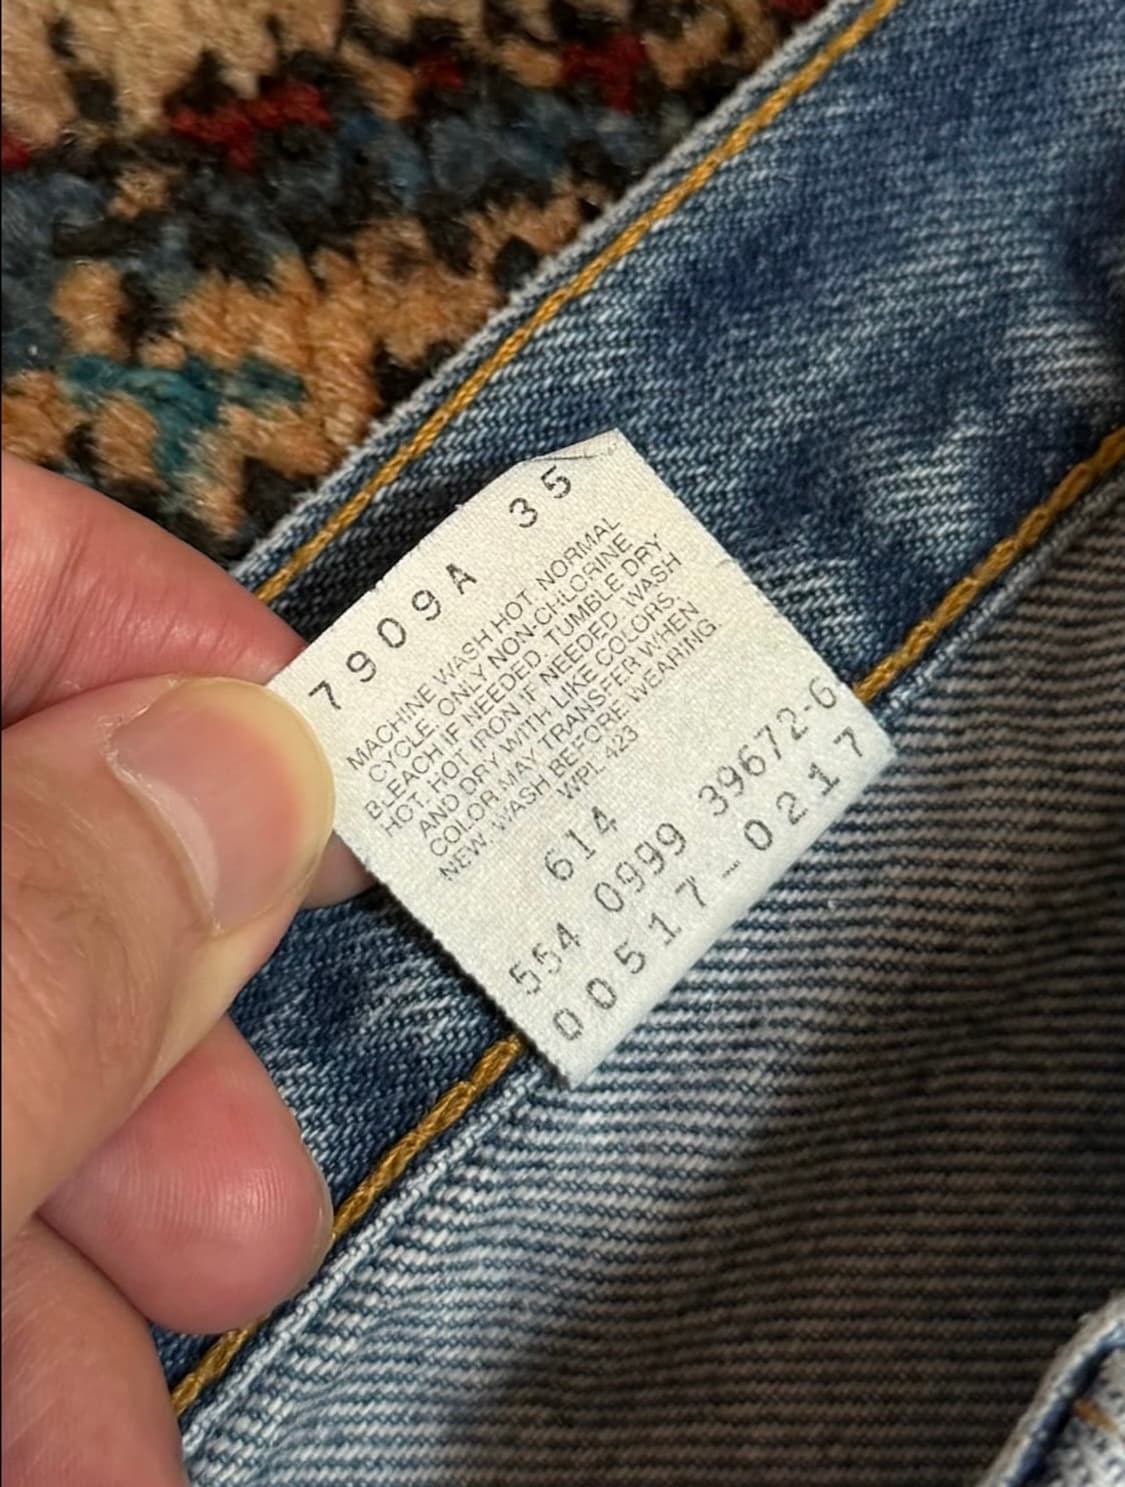 7909A 35
MACHINE WASH HOT, NORMAL
CYCLE. ONLY NON-CHLORINE
BLEACH IF NEEDED. TUMBLE DRY
HOT. HOT IRON IF NEEDED. WASH
AND DRY WITH LIKE COLORS.
COLOR MAY TRANSFER WHEN
NEW. WASH BEFORE WEARING.
WPL 423
614
554 0999 39672-6
00517-0217